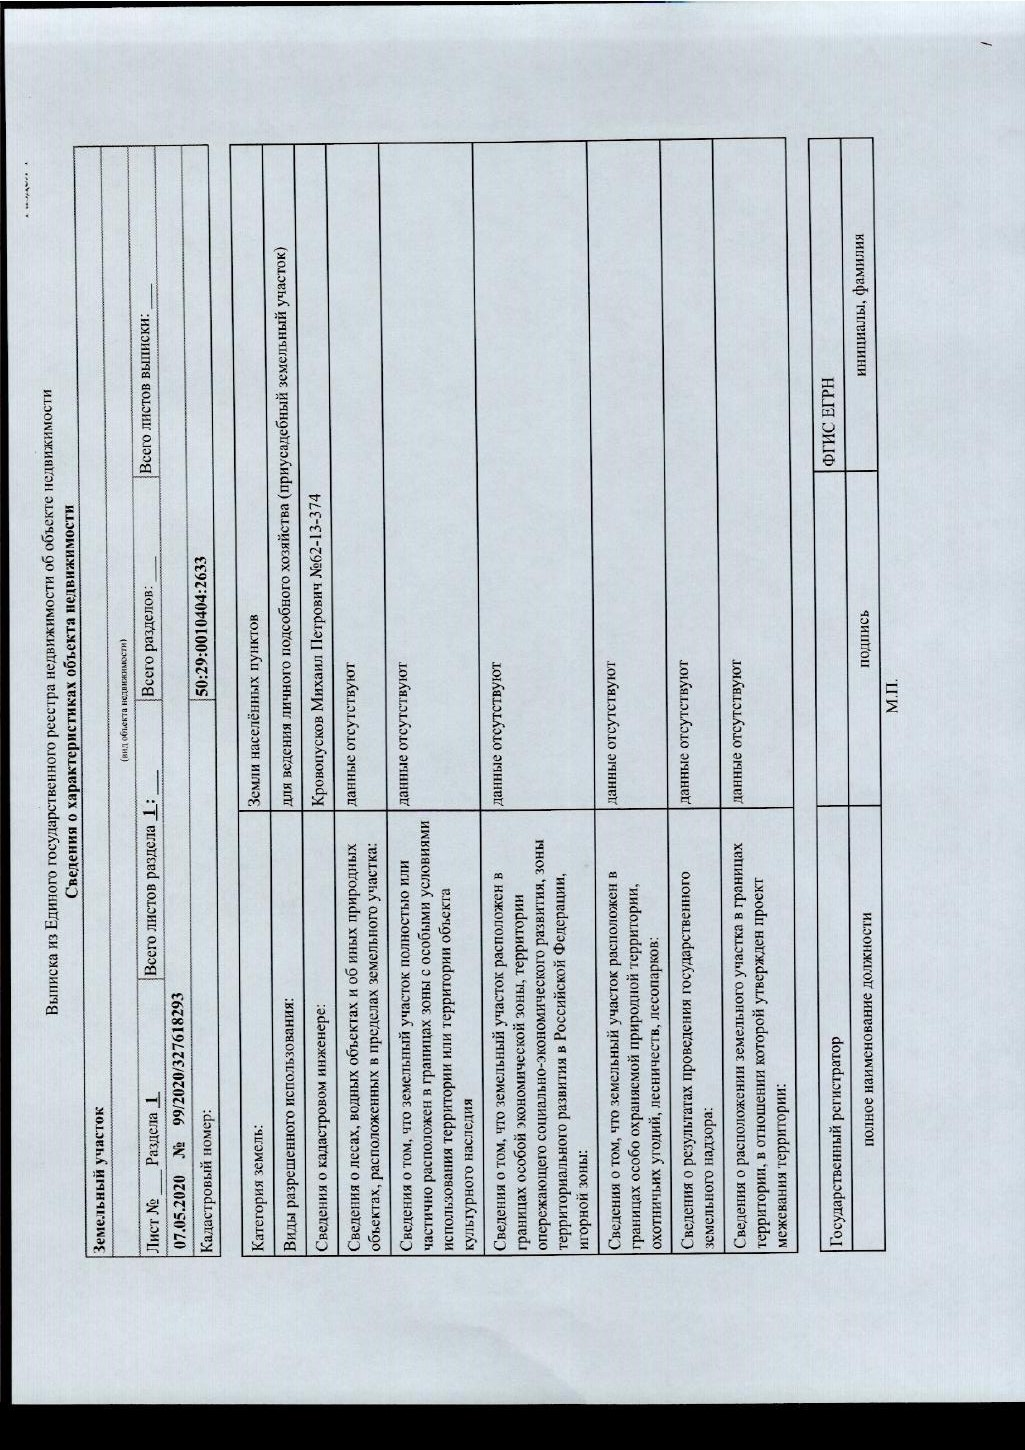 Выписка из Единого государственного реестра недвижимости об объекте недвижимости
Сведения о характеристиках объекта недвижимости
Земельный участок
(вид объекта недвижимости)
Лист № ___ Раздела 1 Всего листов раздела 1 : ___ Всего разделов: ___ Всего листов выписки: ___
07.05.2020 № 99/2020/327618293
Кадастровый номер: 50:29:0010404:2633
Категория земель: Земли населённых пунктов
Виды разрешенного использования: для ведения личного подсобного хозяйства (приусадебный земельный участок)
Сведения о кадастровом инженере: Кровопусков Михаил Петрович №62-13-374
Сведения о лесах, водных объектах и об иных природных данные отсутствуют
объектах, расположенных в пределах земельного участка:
Сведения о том, что земельный участок полностью или данные отсутствуют
частично расположен в границах зоны с особыми условиями
использования территории или территории объекта
культурного наследия
Сведения о том, что земельный участок расположен в данные отсутствуют
границах особой экономической зоны, территории
опережающего социально-экономического развития, зоны
территориального развития в Российской Федерации,
игорной зоны:
Сведения о том, что земельный участок расположен в данные отсутствуют
границах особо охраняемой природной территории,
охотничьих угодий, лесничеств, лесопарков:
Сведения о результатах проведения государственного данные отсутствуют
земельного надзора:
Сведения о расположении земельного участка в границах данные отсутствуют
территории, в отношении которой утвержден проект
межевания территории:
Государственный регистратор ФГИС ЕГРН
полное наименование должности подпись инициалы, фамилия
М.П.